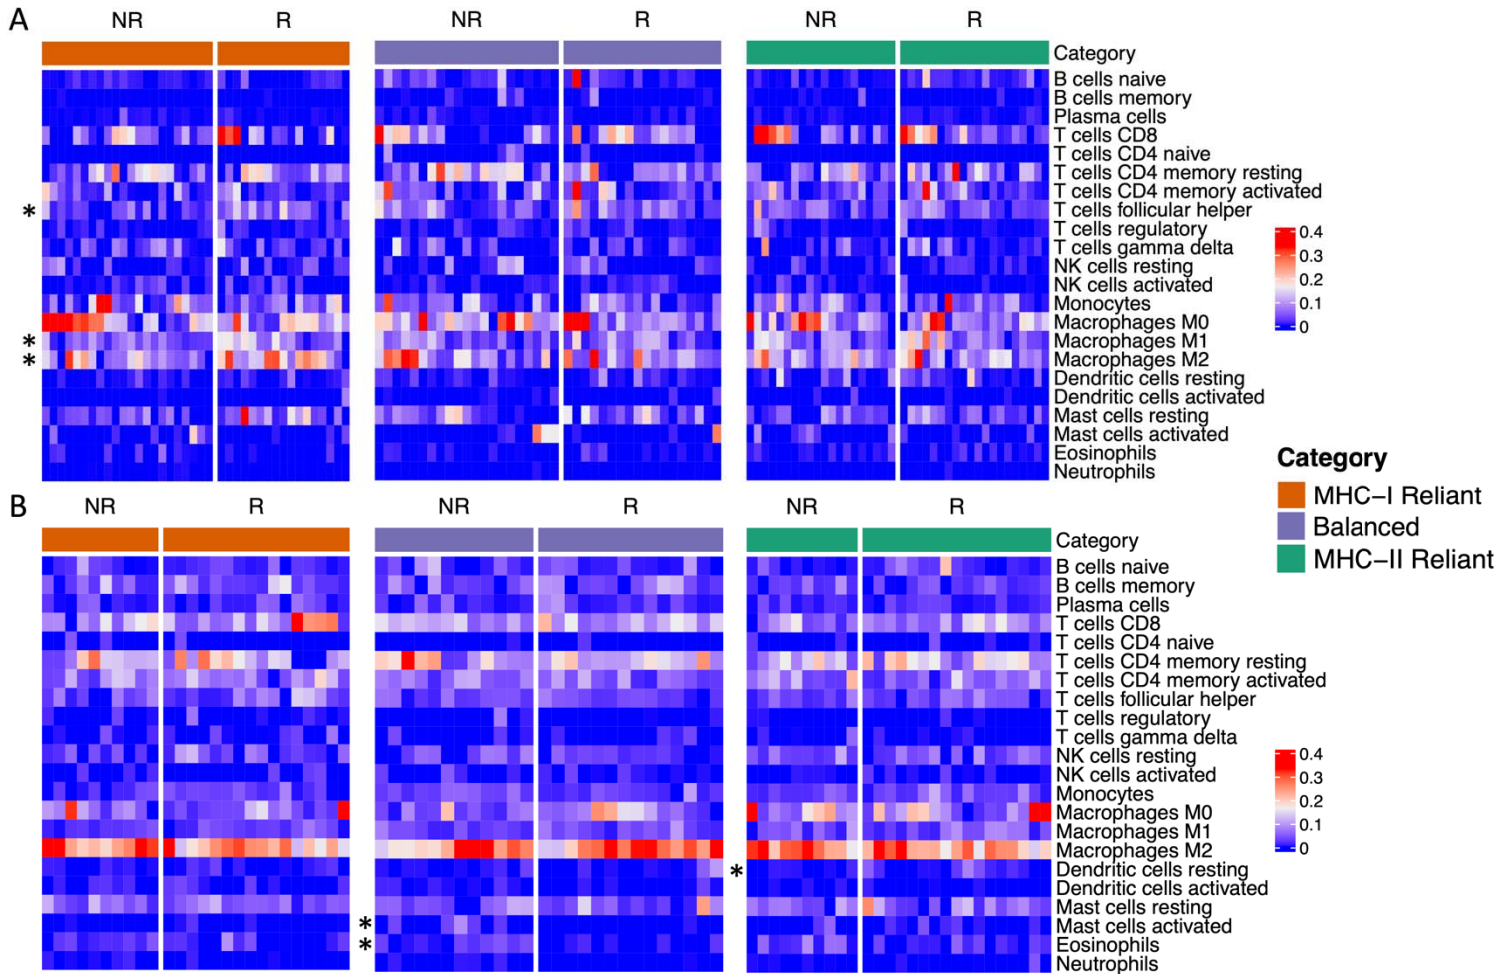 A NR R NR R NR R
Category
B cells naive
B cells memory
Plasma cells
T cells CD8
T cells CD4 naive
T cells CD4 memory resting
T cells CD4 memory activated
* T cells follicular helper
T cells regulatory
T cells gamma delta
NK cells resting
NK cells activated
Monocytes
Macrophages M0
* Macrophages M1
* Macrophages M2
Dendritic cells resting
Dendritic cells activated
Mast cells resting
Mast cells activated
Eosinophils
Neutrophils
0.4
0.3
0.2
0.1
0
Category
MHC-I Reliant
Balanced
MHC-II Reliant
B NR R NR R NR R
Category
B cells naive
B cells memory
Plasma cells
T cells CD8
T cells CD4 naive
T cells CD4 memory resting
T cells CD4 memory activated
T cells follicular helper
T cells regulatory
T cells gamma delta
NK cells resting
NK cells activated
Monocytes
Macrophages M0
Macrophages M1
Macrophages M2
* Dendritic cells resting
Dendritic cells activated
Mast cells resting
* Mast cells activated
* Eosinophils
Neutrophils
0.4
0.3
0.2
0.1
0